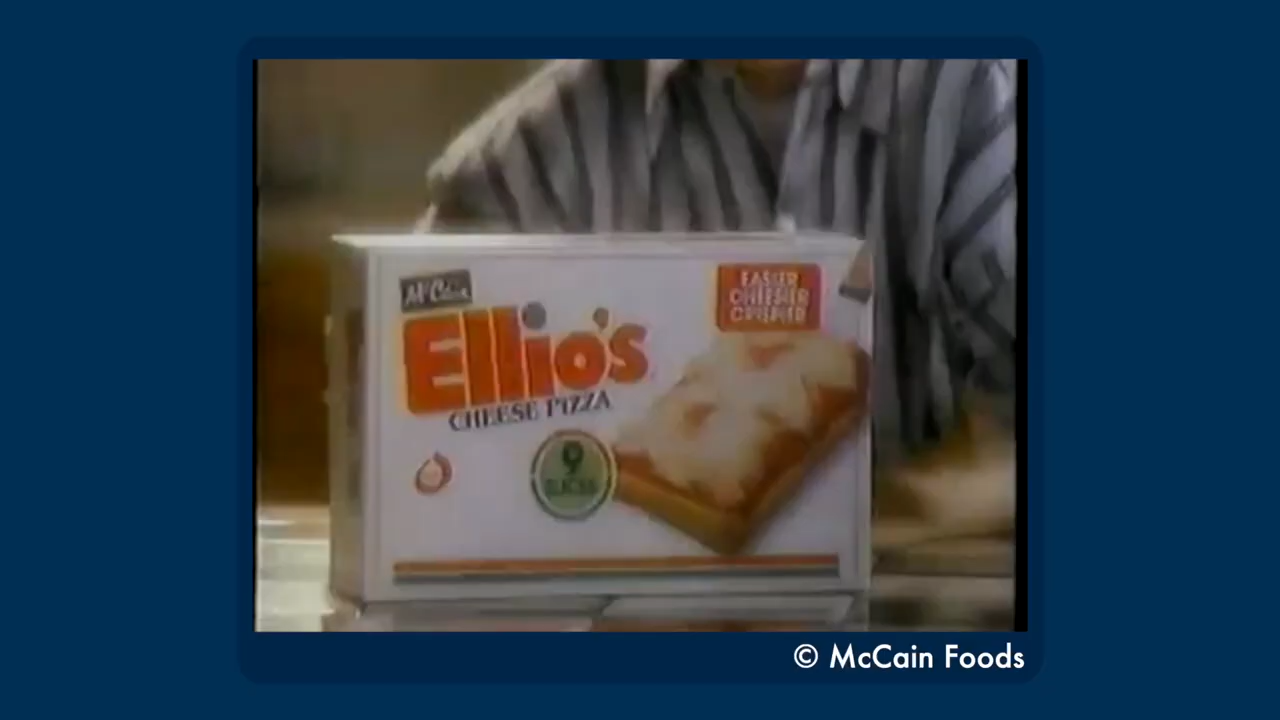 McCain
Ellio's
CHEESE PIZZA
EASIER
CHEESIER
CRISPIER
9
SLICES
© McCain Foods